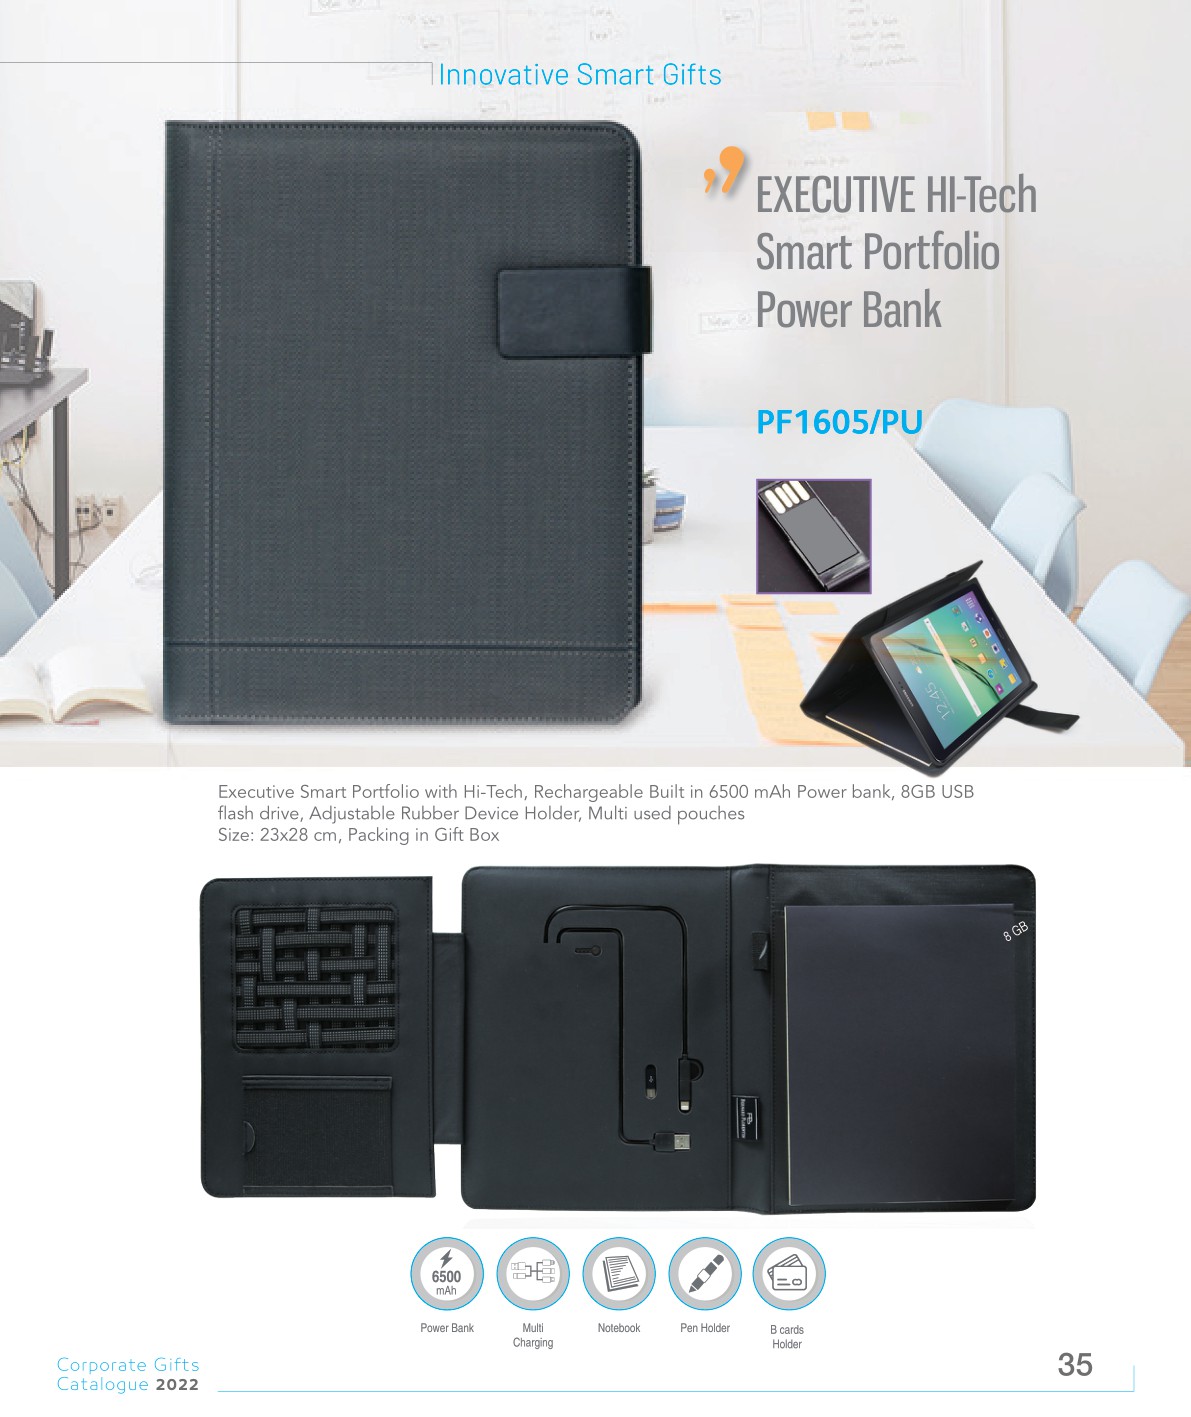 Innovative Smart Gifts
EXECUTIVE HI-Tech
Smart Portfolio
Power Bank
PF1605/PU
12:45
SAMSUNG
Executive Smart Portfolio with Hi-Tech, Rechargeable Built in 6500 mAh Power bank, 8GB USB
flash drive, Adjustable Rubber Device Holder, Multi used pouches
Size: 23x28 cm, Packing in Gift Box
8 GB
6500
mAh
Power Bank
Multi
Charging
Notebook
Pen Holder
B cards
Holder
Corporate Gifts
Catalogue 2022
35